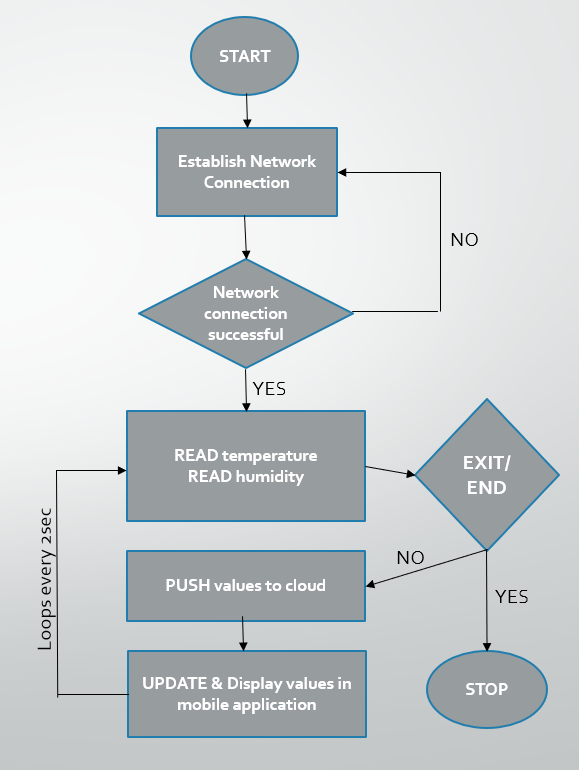 START
Establish Network
Connection
NO
Network
connection
successful
YES
READ temperature
READ humidity
EXIT/
END
Loops every 2sec
NO
PUSH values to cloud
YES
UPDATE & Display values in
mobile application
STOP